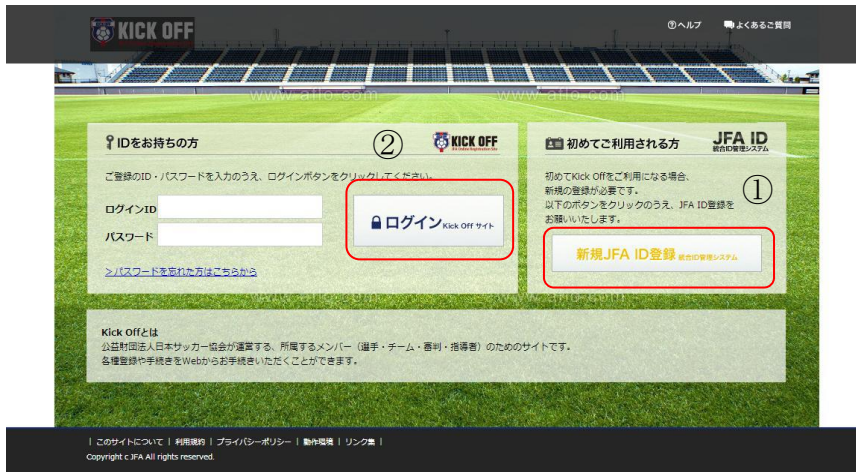 KICK OFF
ヘルプ
よくあるご質問
www.aflo.com
www.aflo.com
IDをお持ちの方
②
KICK OFF
ご登録のID・パスワードを入力のうえ、ログインボタンをクリックしてください。
ログインID
パスワード
ログイン Kick Off サイト
>パスワードを忘れた方はこちらから
初めてご利用される方
JFA ID
統合ID管理システム
初めてKick Offをご利用になる場合、
新規の登録が必要です。
以下のボタンをクリックのうえ、JFA ID登録を
お願いいたします。
①
新規JFA ID登録 統合ID管理システム
Kick Offとは
公益財団法人日本サッカー協会が運営する、所属するメンバー（選手・チーム・審判・指導者）のためのサイトです。
各種登録や手続きをWebからお手続きいただくことができます。
| このサイトについて | 利用規約 | プライバシーポリシー | 動作環境 | リンク集 |
Copyright c JFA All rights reserved.